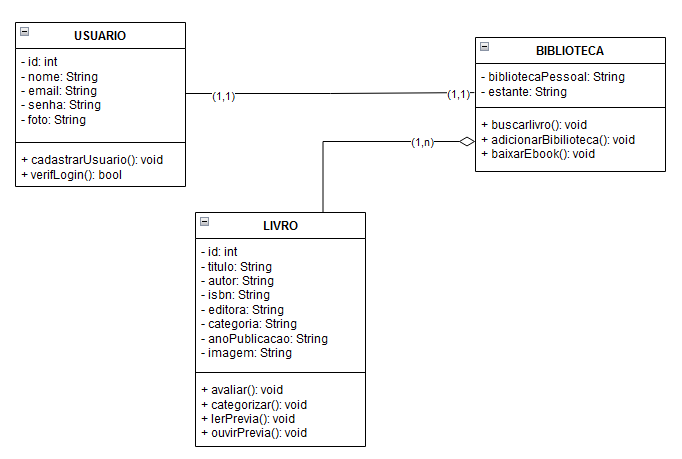 USUARIO
- id: int
- nome: String
- email: String
- senha: String
- foto: String
+ cadastrarUsuario(): void
+ verifLogin(): bool
(1,1)
(1,1)
BIBLIOTECA
- bibliotecaPessoal: String
- estante: String
+ buscarlivro(): void
+ adicionarBibilioteca(): void
+ baixarEbook(): void
(1,n)
LIVRO
- id: int
- titulo: String
- autor: String
- isbn: String
- editora: String
- categoria: String
- anoPublicacao: String
- imagem: String
+ avaliar(): void
+ categorizar(): void
+ lerPrevia(): void
+ ouvirPrevia(): void